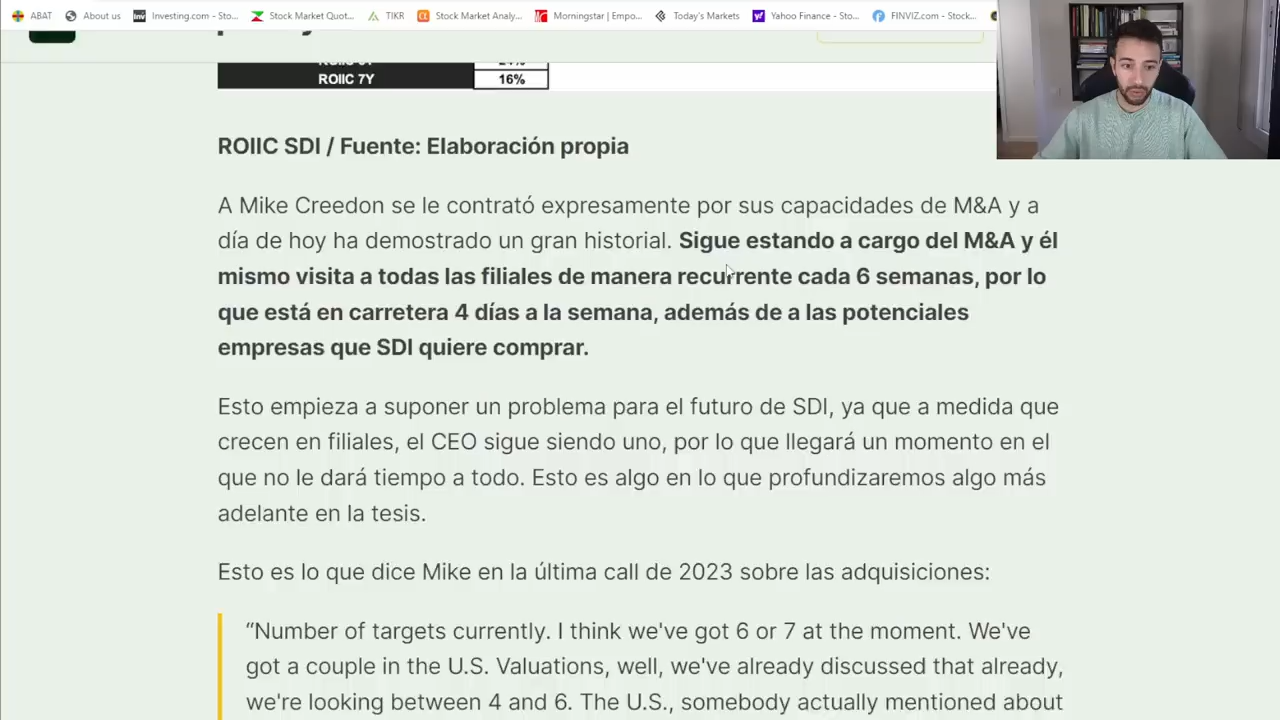 ABAT About us Investing.com - Sto... Stock Market Quot... TIKR Stock Market Analy... Morningstar | Empo... Today's Markets Yahoo Finance - Sto... FINVIZ.com - Stock...
ROIIC 7Y 16%
ROIIC SDI / Fuente: Elaboración propia
A Mike Creedon se le contrató expresamente por sus capacidades de M&A y a
día de hoy ha demostrado un gran historial. Sigue estando a cargo del M&A y él
mismo visita a todas las filiales de manera recurrente cada 6 semanas, por lo
que está en carretera 4 días a la semana, además de a las potenciales
empresas que SDI quiere comprar.
Esto empieza a suponer un problema para el futuro de SDI, ya que a medida que
crecen en filiales, el CEO sigue siendo uno, por lo que llegará un momento en el
que no le dará tiempo a todo. Esto es algo en lo que profundizaremos algo más
adelante en la tesis.
Esto es lo que dice Mike en la última call de 2023 sobre las adquisiciones:
“Number of targets currently. I think we've got 6 or 7 at the moment. We've
got a couple in the U.S. Valuations, well, we've already discussed that already,
we're looking between 4 and 6. The U.S., somebody actually mentioned about